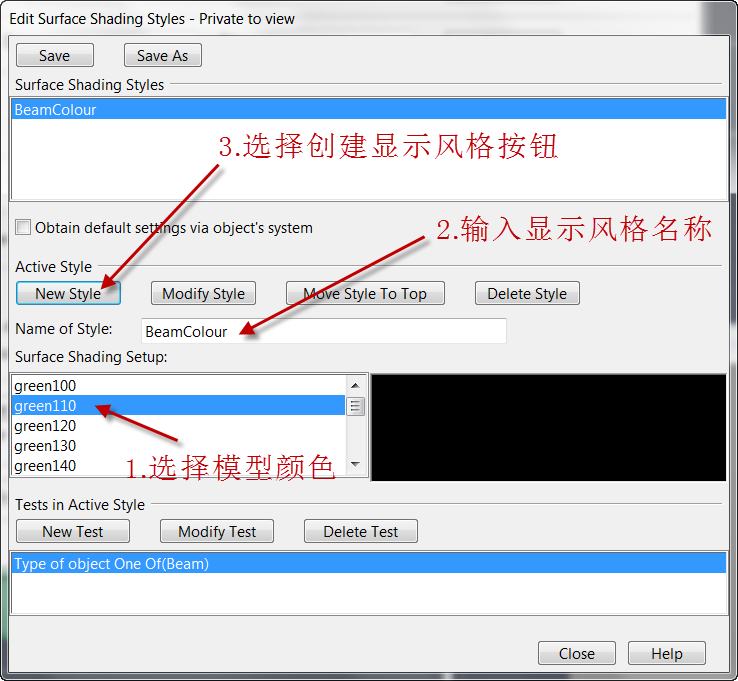 Edit Surface Shading Styles - Private to view
Save Save As
Surface Shading Styles
BeamColour
3.选择创建显示风格按钮
Obtain default settings via object's system
2.输入显示风格名称
Active Style
New Style Modify Style Move Style To Top Delete Style
Name of Style: BeamColour
Surface Shading Setup:
green100
green110
green120
green130
green140
1.选择模型颜色
Tests in Active Style
New Test Modify Test Delete Test
Type of object One Of(Beam)
Close Help